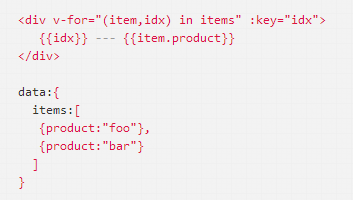 <div v-for="(item,idx) in items" :key="idx">
   {{idx}} --- {{item.product}}
</div>

data:{
  items:[
   {product:"foo"},
   {product:"bar"}
  ]
}